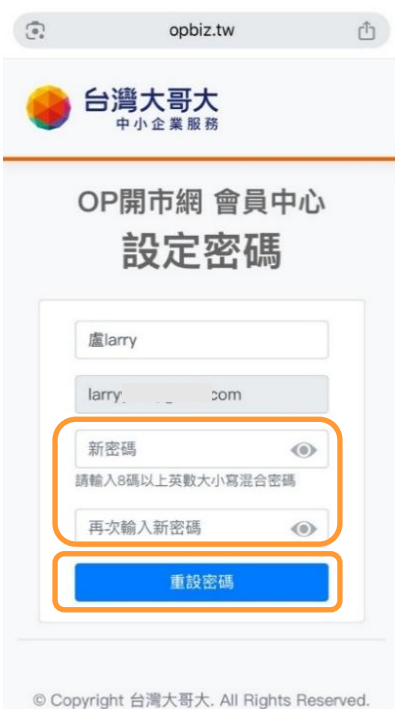 opbiz.tw
台灣大哥大
中小企業服務
OP開市網 會員中心
設定密碼
盧larry
larry com
新密碼
請輸入8碼以上英數大小寫混合密碼
再次輸入新密碼
重設密碼
© Copyright 台灣大哥大. All Rights Reserved.